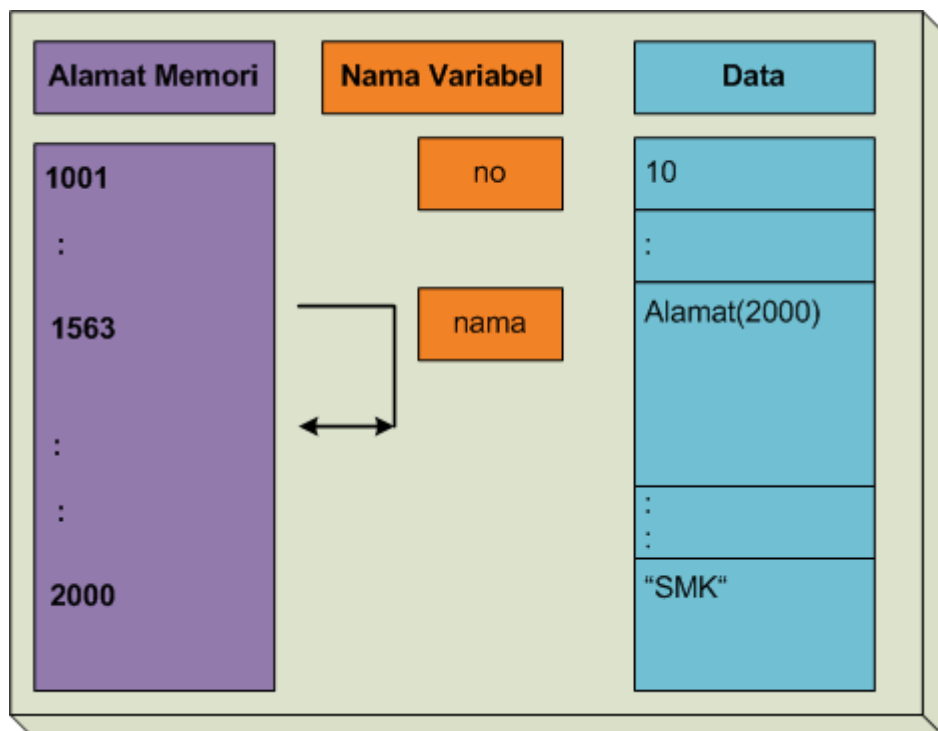 Alamat Memori
Nama Variabel
Data
1001
no
10
:
:
1563
nama
Alamat(2000)
:
:
:
:
2000
“SMK“